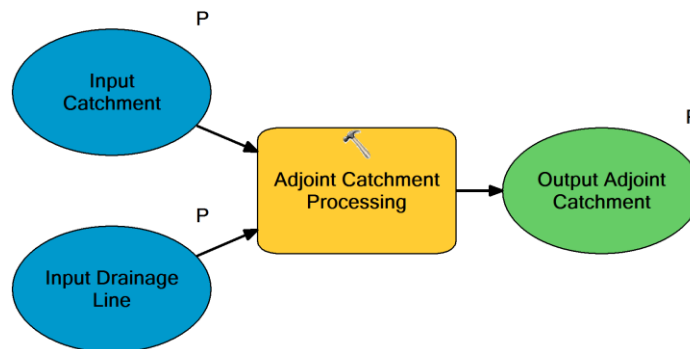 P
Input
Catchment
P
Adjoint Catchment
Processing
Output Adjoint
Catchment
P
Input Drainage
Line